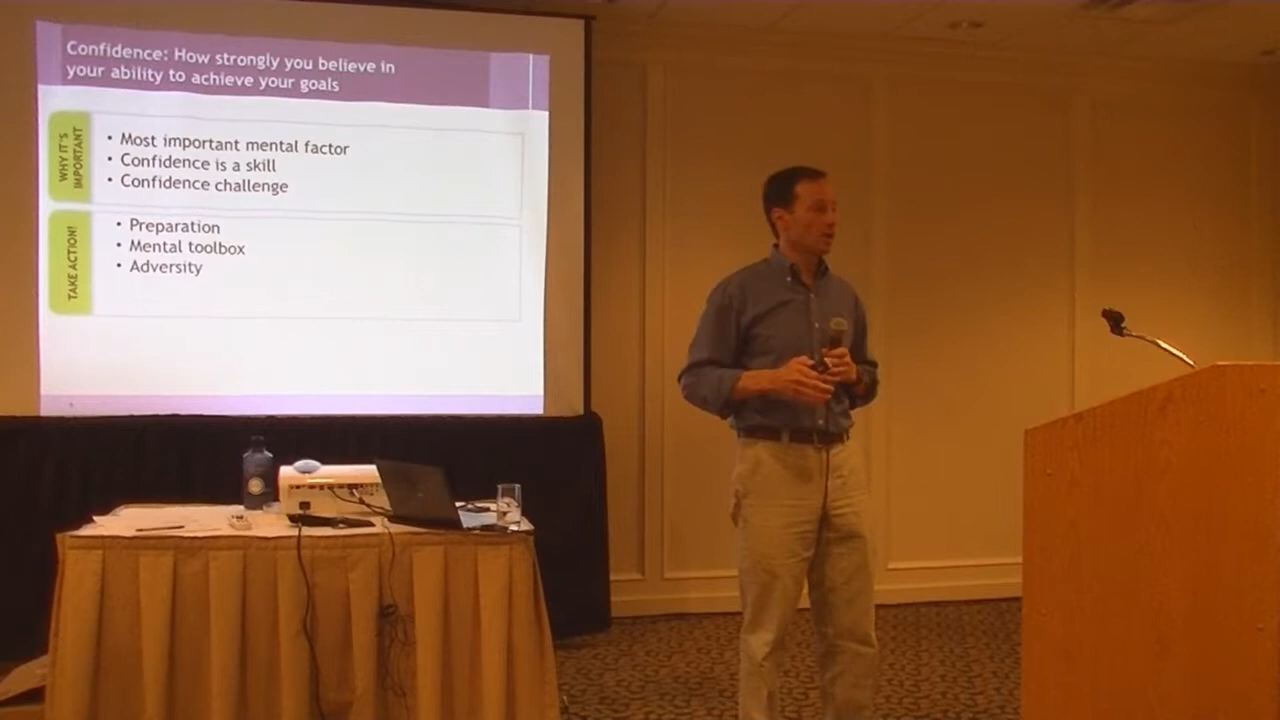 Confidence: How strongly you believe in
your ability to achieve your goals
WHY IT'S
IMPORTANT
• Most important mental factor
• Confidence is a skill
• Confidence challenge
TAKE ACTION!
• Preparation
• Mental toolbox
• Adversity